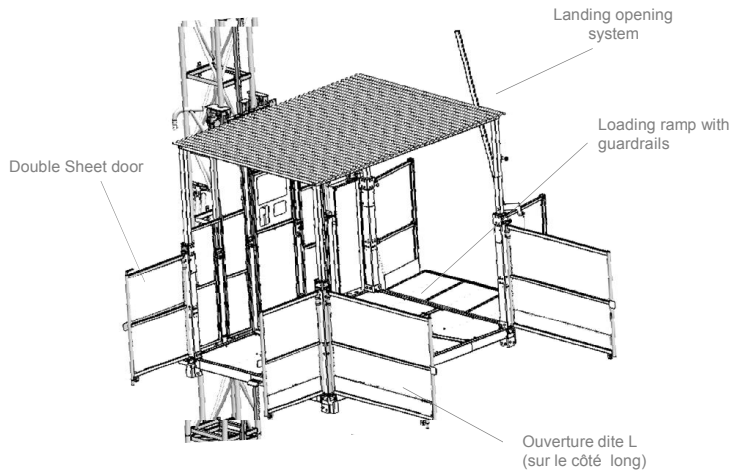 Landing opening
system
Loading ramp with
guardrails
Double Sheet door
Ouverture dite L
(sur le côté long)